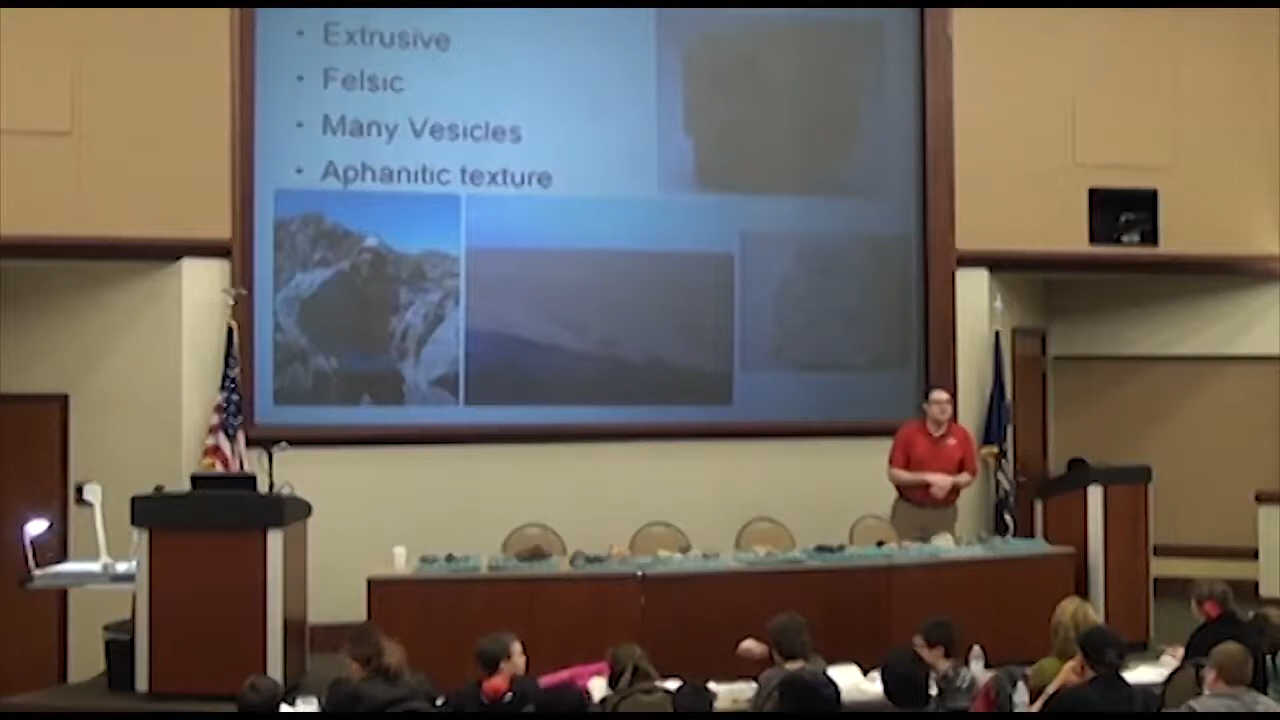 • Extrusive
• Felsic
• Many Vesicles
• Aphanitic texture